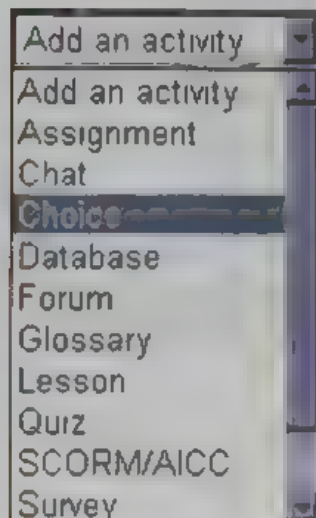 Add an activity
Add an activity
Assignment
Chat
Choice
Database
Forum
Glossary
Lesson
Quiz
SCORM/AICC
Survey